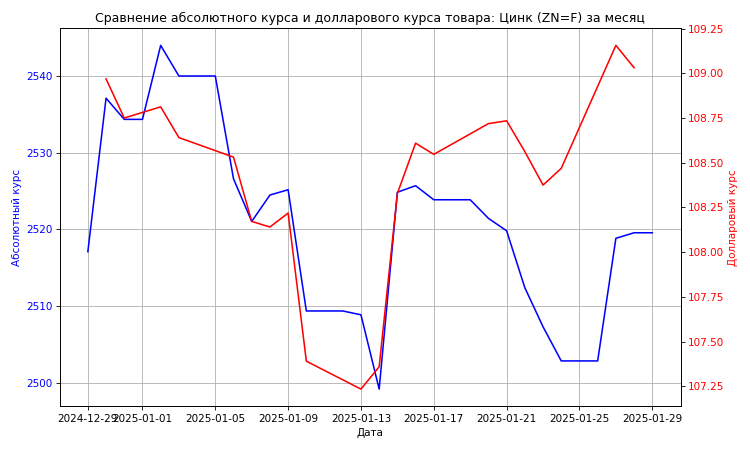 Сравнение абсолютного курса и долларового курса товара: Цинк (ZN=F) за месяц
Абсолютный курс
2540
2530
2520
2510
2500
109.25
109.00
108.75
108.50
108.25
108.00
107.75
107.50
107.25
Долларовый курс
2024-12-29 2025-01-01 2025-01-05 2025-01-09 2025-01-13 2025-01-17 2025-01-21 2025-01-25 2025-01-29
Дата